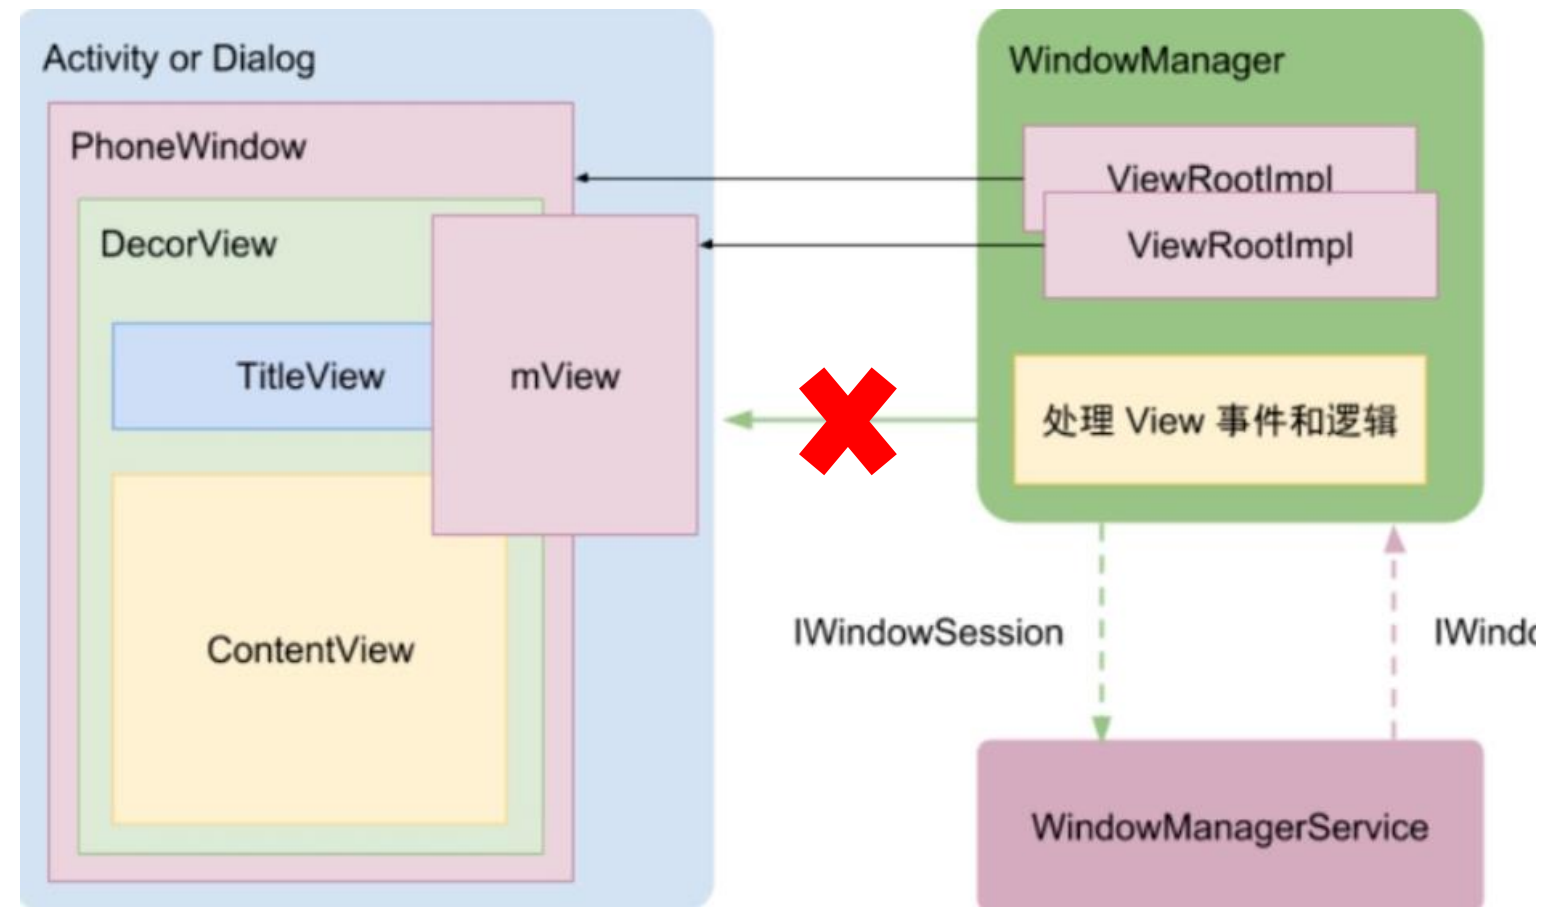 Activity or Dialog
PhoneWindow
DecorView
TitleView
mView
ContentView
WindowManager
ViewRootImpl
ViewRootImpl
处理 View 事件和逻辑
IWindowSession
WindowManagerService